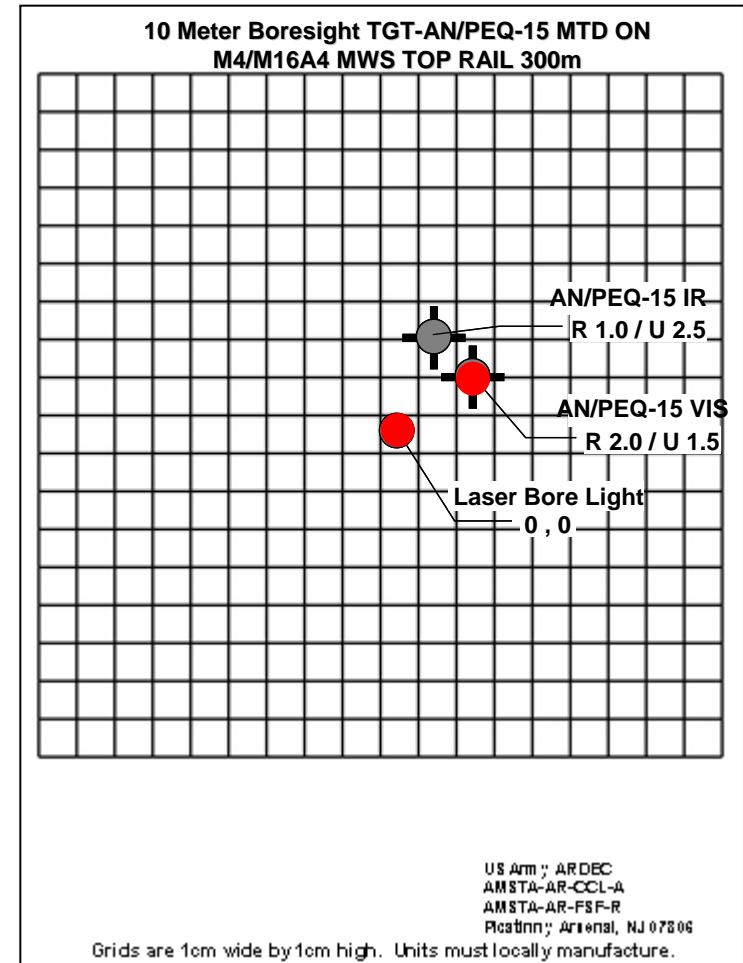 10 Meter Boresight TGT-AN/PEQ-15 MTD ON
M4/M16A4 MWS TOP RAIL 300m
AN/PEQ-15 IR
R 1.0 / U 2.5
AN/PEQ-15 VIS
R 2.0 / U 1.5
Laser Bore Light
0 , 0
US Army ARDEC
AMSTA-AR-CCL-A
AMSTA-AR-FSF-R
Picatinny Arsenal, NJ 07806
Grids are 1cm wide by 1cm high. Units must locally manufacture.